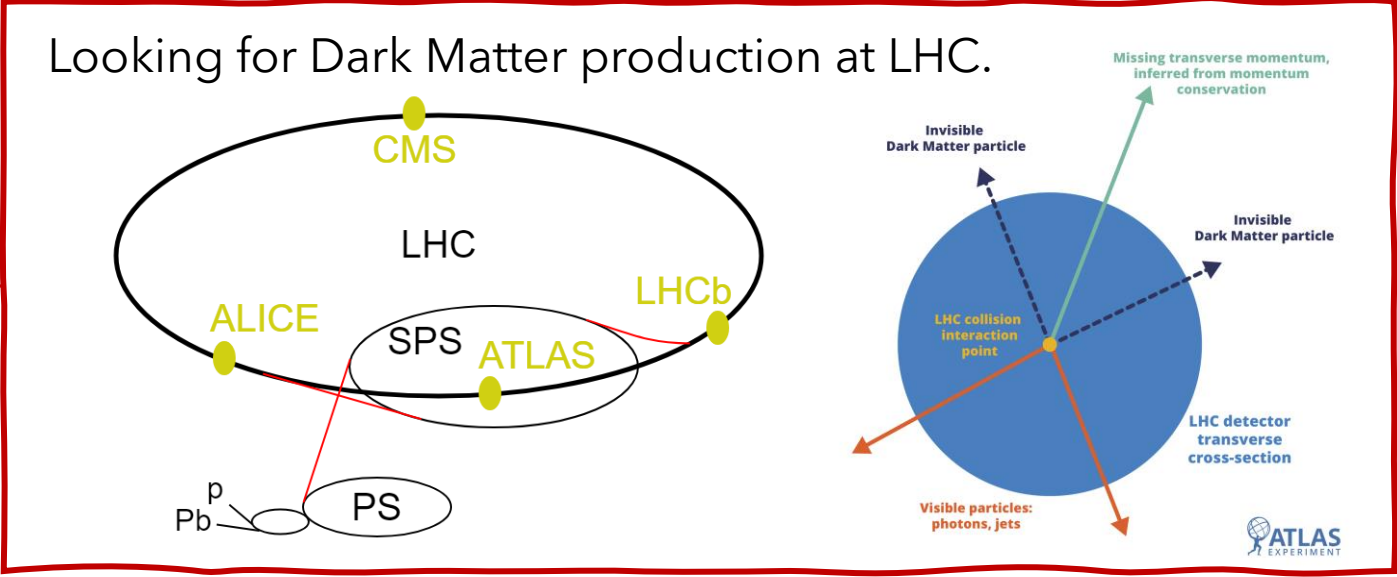 Looking for Dark Matter production at LHC.
CMS
LHC
ALICE
LHCb
SPS
ATLAS
p
Pb
PS
Missing transverse momentum,
inferred from momentum
conservation
Invisible
Dark Matter particle
Invisible
Dark Matter particle
LHC collision
interaction
point
LHC detector
transverse
cross-section
Visible particles:
photons, jets
ATLAS
EXPERIMENT